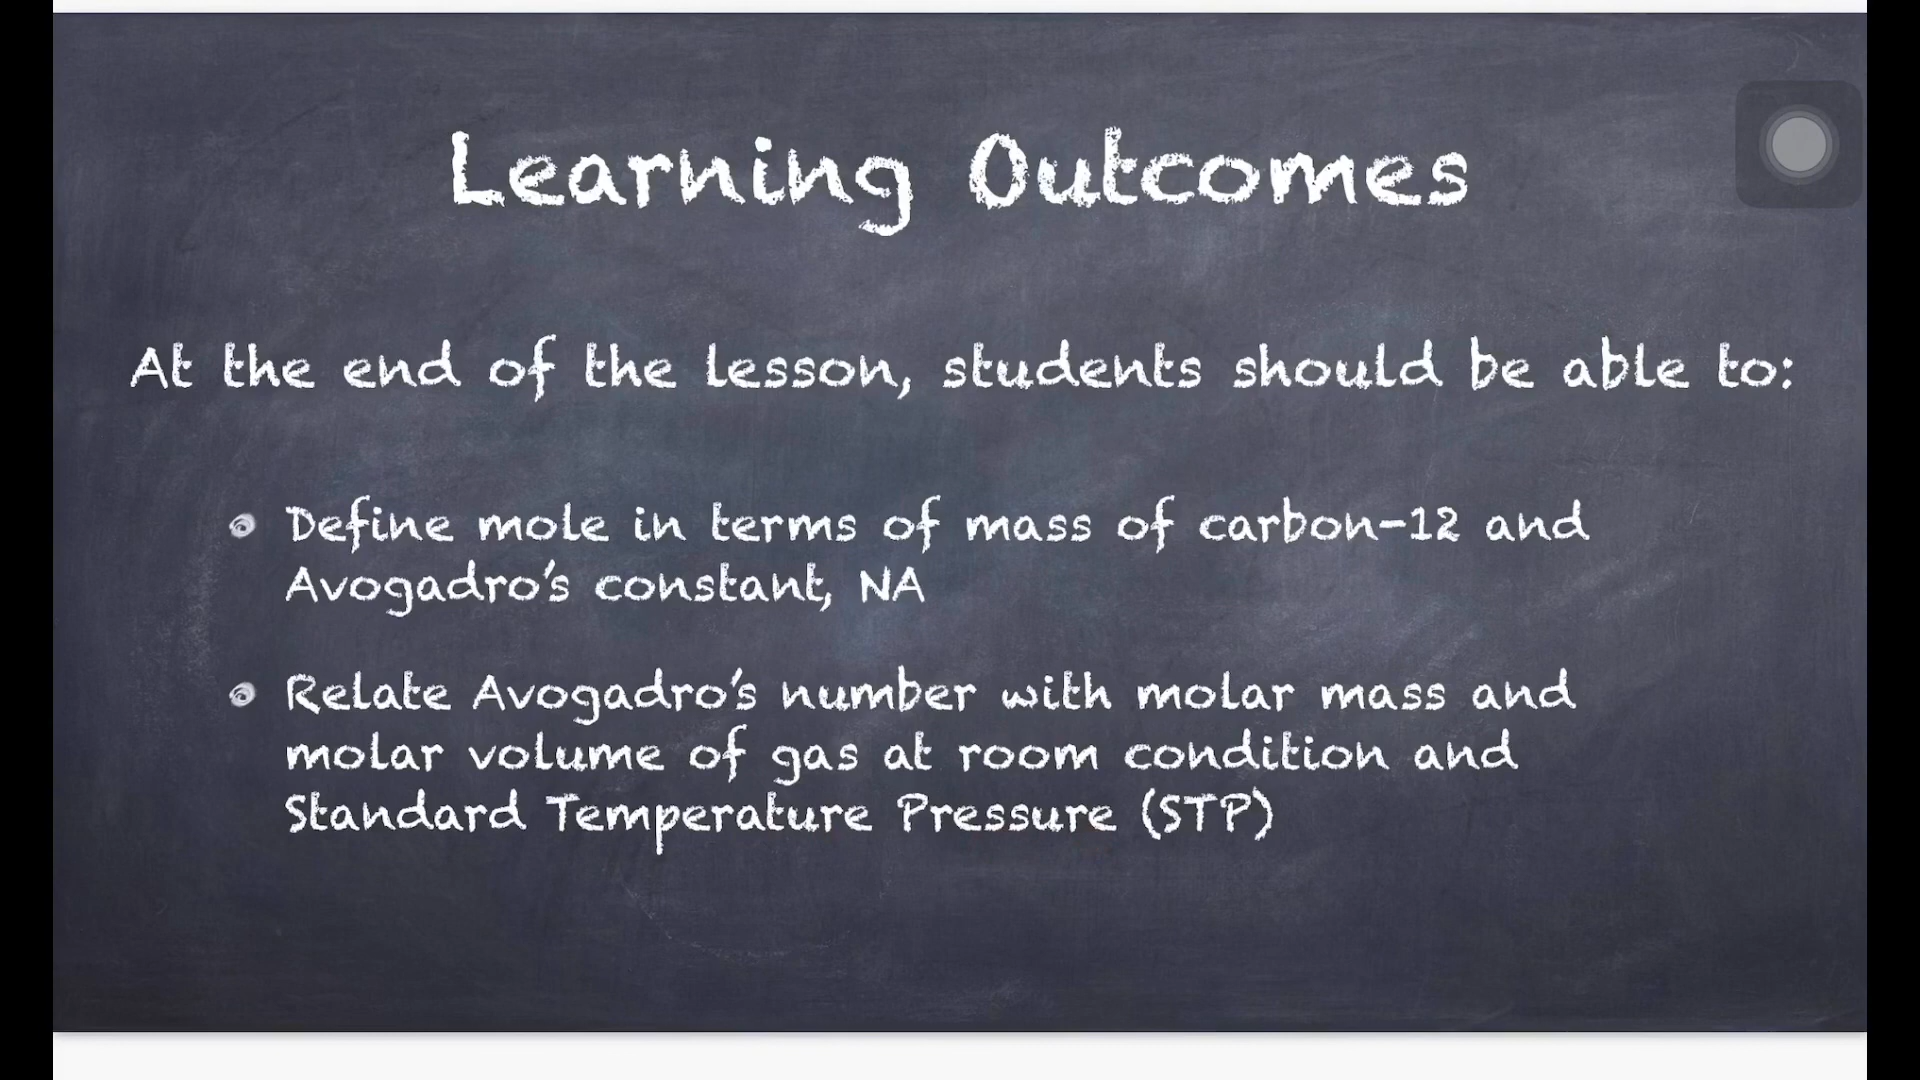 Learning Outcomes
At the end of the lesson, students should be able to:
Define mole in terms of mass of carbon-12 and
Avogadro's constant, NA
Relate Avogadro's number with molar mass and
molar volume of gas at room condition and
Standard Temperature Pressure (STP)